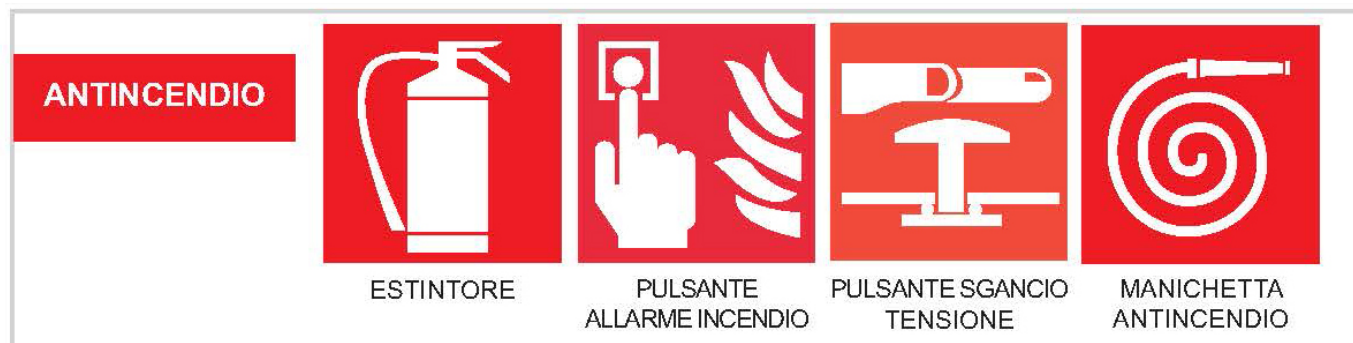 ANTINCENDIO
ESTINTORE
PULSANTE
ALLARME INCENDIO
PULSANTE SGANCIO
TENSIONE
MANICHETTA
ANTINCENDIO